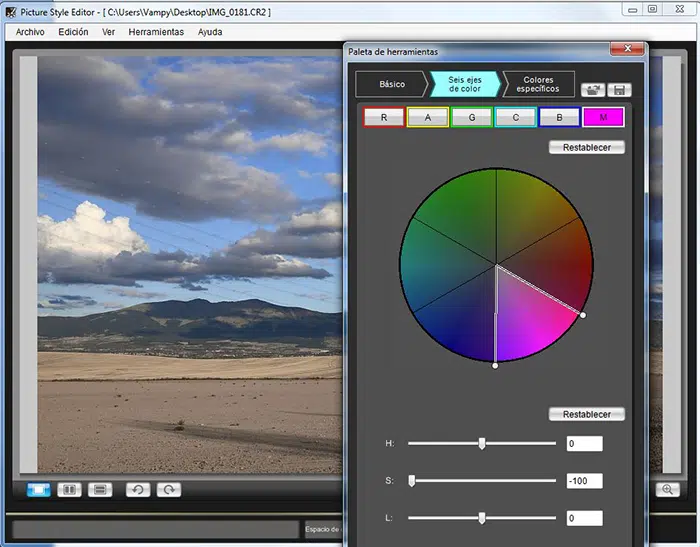 Picture Style Editor - [ C:\Users\Vampy\Desktop\IMG_0181.CR2 ]
Archivo Edición Ver Herramientas Ayuda
Paleta de herramientas
Básico
Seis ejes
de color
Colores
específicos
R A G C B M
Restablecer
Restablecer
H: 0
S: -100
L: 0
Espacio de